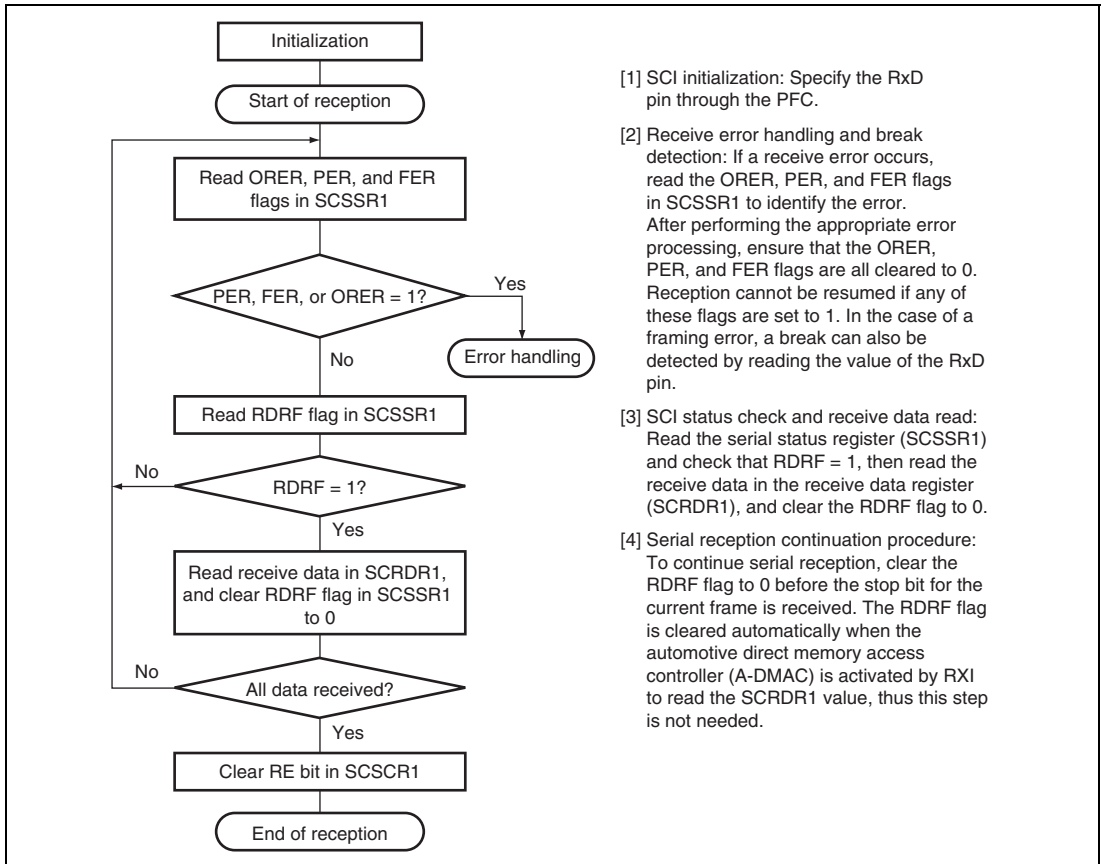 Initialization
Start of reception
Read ORER, PER, and FER
flags in SCSSR1
PER, FER, or ORER = 1?
Yes
Error handling
No
Read RDRF flag in SCSSR1
No
RDRF = 1?
Yes
Read receive data in SCRDR1,
and clear RDRF flag in SCSSR1
to 0
No
All data received?
Yes
Clear RE bit in SCSCR1
End of reception
[1] SCI initialization: Specify the RxD
pin through the PFC.
[2] Receive error handling and break
detection: If a receive error occurs,
read the ORER, PER, and FER flags
in SCSSR1 to identify the error.
After performing the appropriate error
processing, ensure that the ORER,
PER, and FER flags are all cleared to 0.
Reception cannot be resumed if any of
these flags are set to 1. In the case of a
framing error, a break can also be
detected by reading the value of the RxD
pin.
[3] SCI status check and receive data read:
Read the serial status register (SCSSR1)
and check that RDRF = 1, then read the
receive data in the receive data register
(SCRDR1), and clear the RDRF flag to 0.
[4] Serial reception continuation procedure:
To continue serial reception, clear the
RDRF flag to 0 before the stop bit for the
current frame is received. The RDRF flag
is cleared automatically when the
automotive direct memory access
controller (A-DMAC) is activated by RXI
to read the SCRDR1 value, thus this step
is not needed.